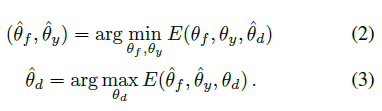 (θ̂_f, θ̂_y) = arg min_{θ_f,θ_y} E(θ_f, θ_y, θ̂_d) (2)
θ̂_d = arg max_{θ_d} E(θ̂_f, θ̂_y, θ_d) . (3)